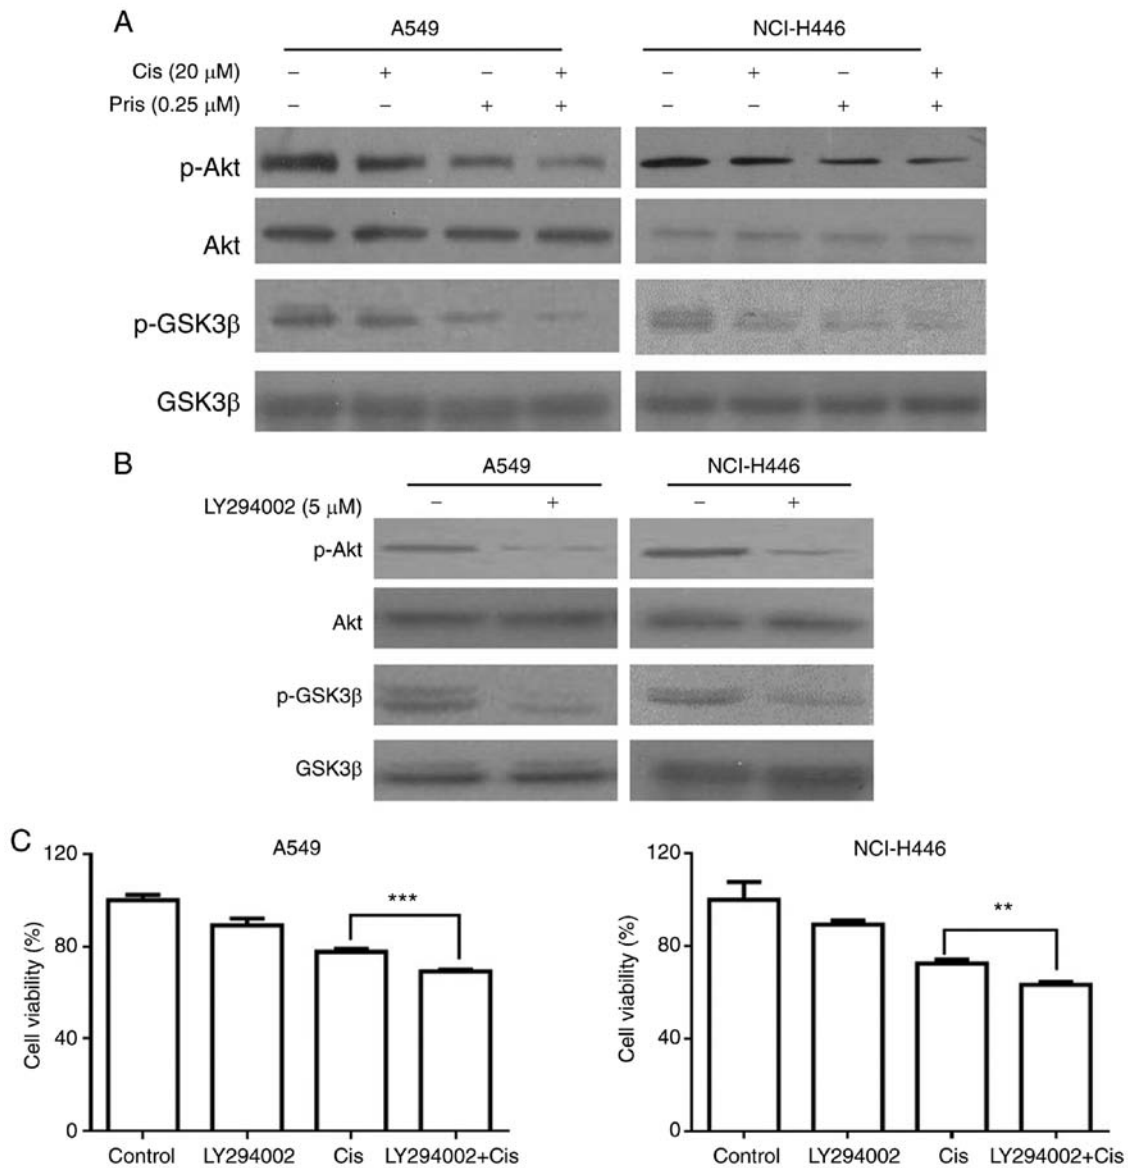 A
A549 NCI-H446
Cis (20 μM) − + − + − + − +
Pris (0.25 μM) − − + + − − + +
p-Akt
Akt
p-GSK3β
GSK3β
B
A549 NCI-H446
LY294002 (5 μM) − + − +
p-Akt
Akt
p-GSK3β
GSK3β
C
A549
120
80
40
0
Cell viability (%)
***
Control LY294002 Cis LY294002+Cis
NCI-H446
120
80
40
0
Cell viability (%)
**
Control LY294002 Cis LY294002+Cis